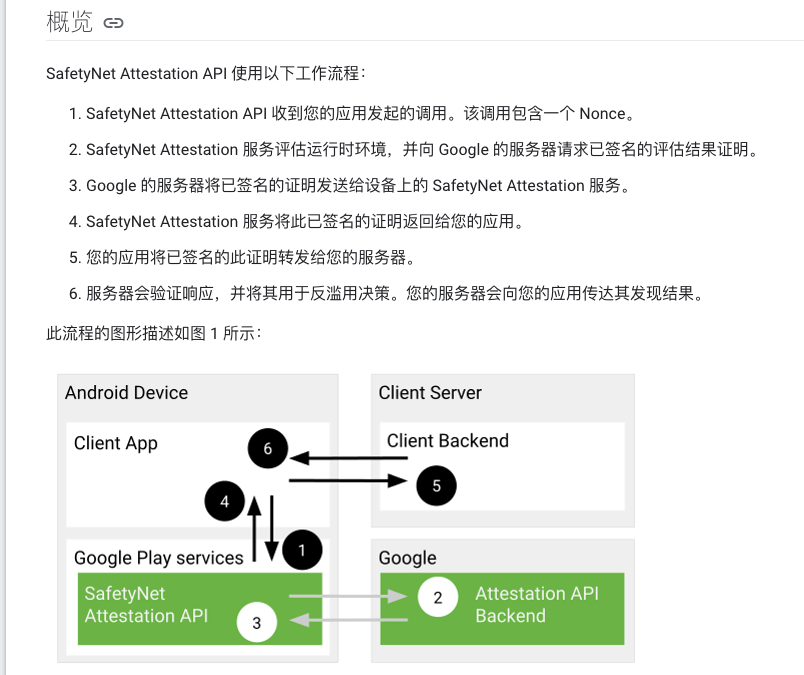 概览
SafetyNet Attestation API 使用以下工作流程：
1. SafetyNet Attestation API 收到您的应用发起的调用。该调用包含一个 Nonce。
2. SafetyNet Attestation 服务评估运行时环境，并向 Google 的服务器请求已签名的评估结果证明。
3. Google 的服务器将已签名的证明发送给设备上的 SafetyNet Attestation 服务。
4. SafetyNet Attestation 服务将此已签名的证明返回给您的应用。
5. 您的应用将已签名的此证明转发给您的服务器。
6. 服务器会验证响应，并将其用于反滥用决策。您的服务器会向您的应用传达其发现结果。
此流程的图形描述如图 1 所示：
Android Device
Client App
6
4
1
Google Play services
SafetyNet
Attestation API
3
Client Server
Client Backend
5
Google
2
Attestation API
Backend